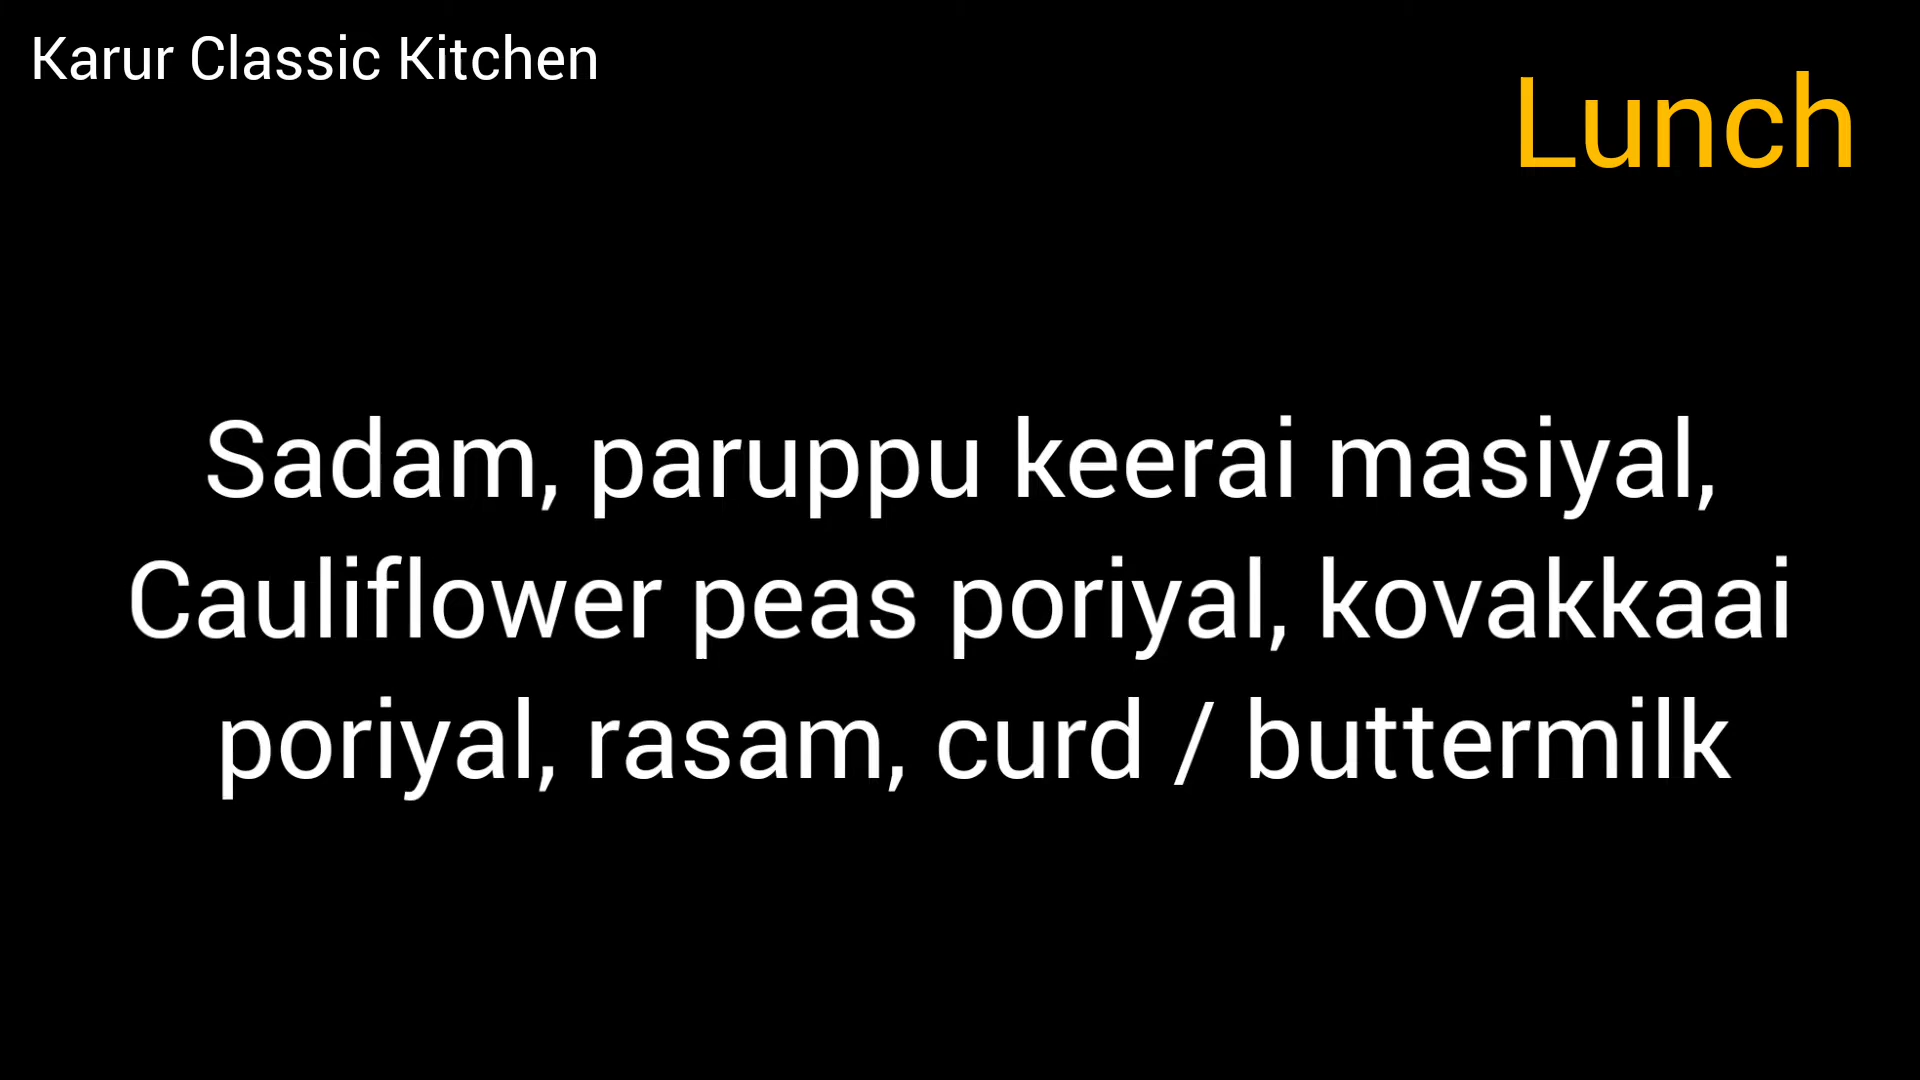 Karur Classic Kitchen
Lunch
Sadam, paruppu keerai masiyal,
Cauliflower peas poriyal, kovakkaai
poriyal, rasam, curd / buttermilk